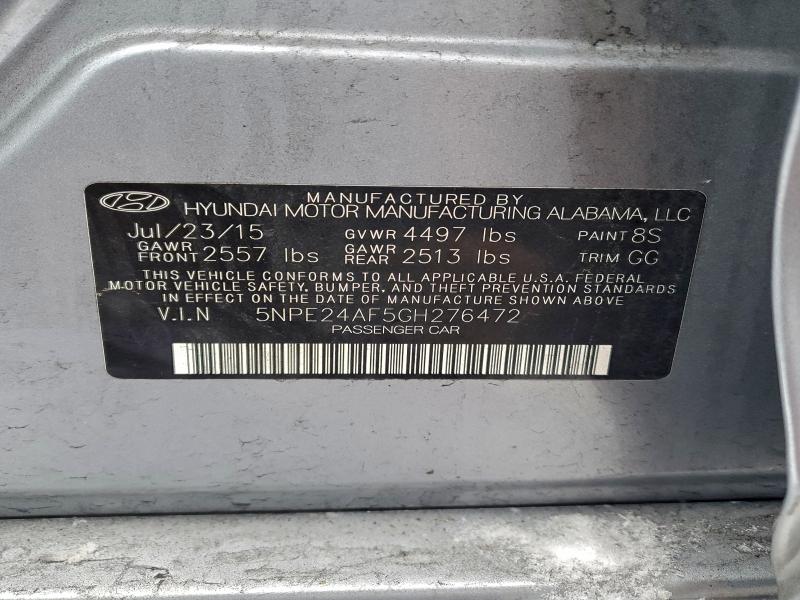 MANUFACTURED BY
HYUNDAI MOTOR MANUFACTURING ALABAMA, LLC
Jul/23/15 GVWR 4497 lbs PAINT 8S
GAWR FRONT 2557 lbs GAWR REAR 2513 lbs TRIM GG
THIS VEHICLE CONFORMS TO ALL APPLICABLE U.S.A. FEDERAL
MOTOR VEHICLE SAFETY, BUMPER, AND THEFT PREVENTION STANDARDS
IN EFFECT ON THE DATE OF MANUFACTURE SHOWN ABOVE
V.I.N 5NPE24AF5GH276472
PASSENGER CAR